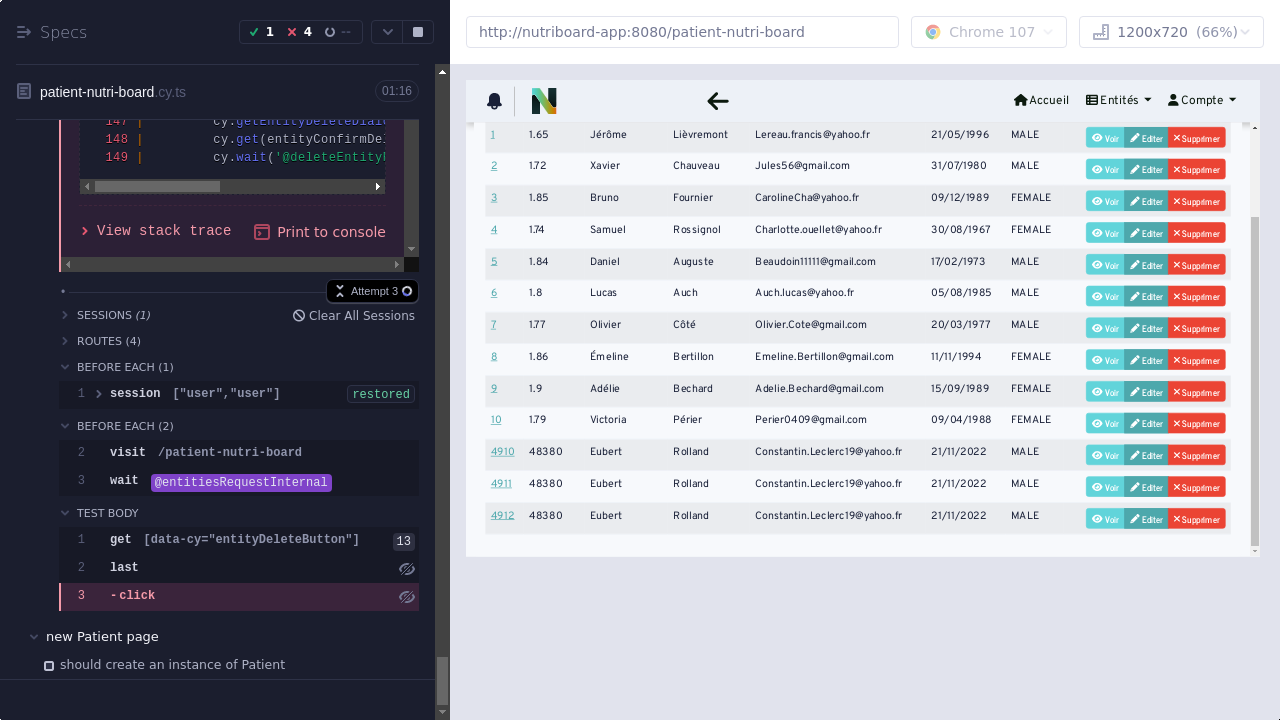 Specs
1 4 --
patient-nutri-board.cy.ts 01:16
147 | cy.getEntityDeleteDial
148 | cy.get(entityConfirmDel
149 | cy.wait('@deleteEntity
View stack trace Print to console
Attempt 3
SESSIONS (1) Clear All Sessions
ROUTES (4)
BEFORE EACH (1)
1 session ["user","user"] restored
BEFORE EACH (2)
2 visit /patient-nutri-board
3 wait @entitiesRequestInternal
TEST BODY
1 get [data-cy="entityDeleteButton"] 13
2 last
3 -click
new Patient page
should create an instance of Patient
http://nutriboard-app:8080/patient-nutri-board Chrome 107 1200x720 (66%)
N Accueil Entités Compte
1 1.65 Jérôme Lièvremont Lereau.francis@yahoo.fr 21/05/1996 MALE Voir Editer Supprimer
2 1.72 Xavier Chauveau Jules56@gmail.com 31/07/1980 MALE Voir Editer Supprimer
3 1.85 Bruno Fournier CarolineCha@yahoo.fr 09/12/1989 FEMALE Voir Editer Supprimer
4 1.74 Samuel Rossignol Charlotte.ouellet@yahoo.fr 30/08/1967 FEMALE Voir Editer Supprimer
5 1.84 Daniel Auguste Beaudoin11111@gmail.com 17/02/1973 MALE Voir Editer Supprimer
6 1.8 Lucas Auch Auch.lucas@yahoo.fr 05/08/1985 MALE Voir Editer Supprimer
7 1.77 Olivier Côté Olivier.Cote@gmail.com 20/05/1977 MALE Voir Editer Supprimer
8 1.86 Émeline Bertillon Emeline.Bertillon@gmail.com 11/11/1994 FEMALE Voir Editer Supprimer
9 1.9 Adélie Bechard Adelie.Bechard@gmail.com 15/09/1989 FEMALE Voir Editer Supprimer
10 1.79 Victoria Périer Perier0409@gmail.com 09/04/1988 FEMALE Voir Editer Supprimer
4910 48380 Eubert Rolland Constantin.Leclerc19@yahoo.fr 21/11/2022 MALE Voir Editer Supprimer
4911 48380 Eubert Rolland Constantin.Leclerc19@yahoo.fr 21/11/2022 MALE Voir Editer Supprimer
4912 48380 Eubert Rolland Constantin.Leclerc19@yahoo.fr 21/11/2022 MALE Voir Editer Supprimer